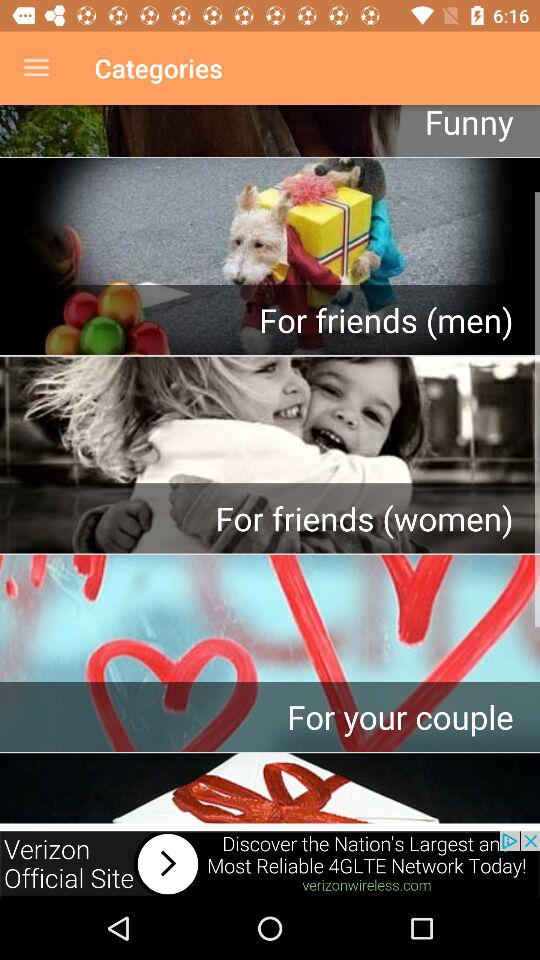 6:16
Categories
Funny
For friends (men)
For friends (women)
For your couple
Verizon
Official Site
Discover the Nation's Largest an
Most Reliable 4GLTE Network Today!
verizonwireless.com